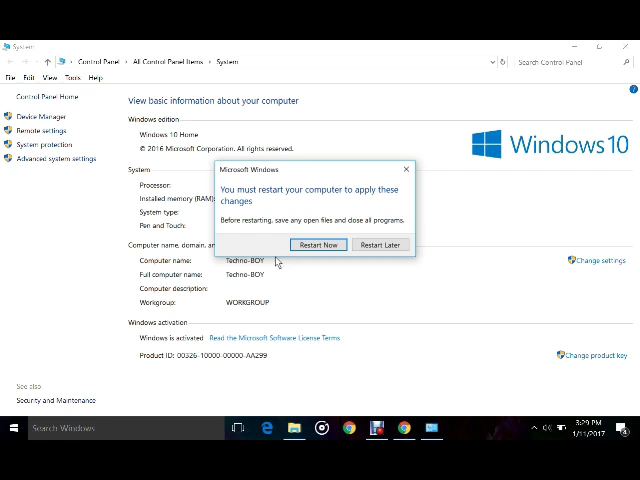 System
Control Panel
All Control Panel Items
System
Search Control Panel
File Edit View Tools Help
Control Panel Home
Device Manager
Remote settings
System protection
Advanced system settings
View basic information about your computer
Windows edition
Windows 10 Home
© 2016 Microsoft Corporation. All rights reserved.
Windows10
System
Processor:
Installed memory (RAM):
System type:
Pen and Touch:
Microsoft Windows
You must restart your computer to apply these
changes
Before restarting, save any open files and close all programs.
Restart Now
Restart Later
Computer name, domain, an
Computer name: Techno-BOY
Change settings
Full computer name: Techno-BOY
Computer description:
Workgroup: WORKGROUP
Windows activation
Windows is activated Read the Microsoft Software License Terms
Product ID: 00326-10000-00000-AA299
Change product key
See also
Security and Maintenance
Search Windows
3:29 PM
1/11/2017
4